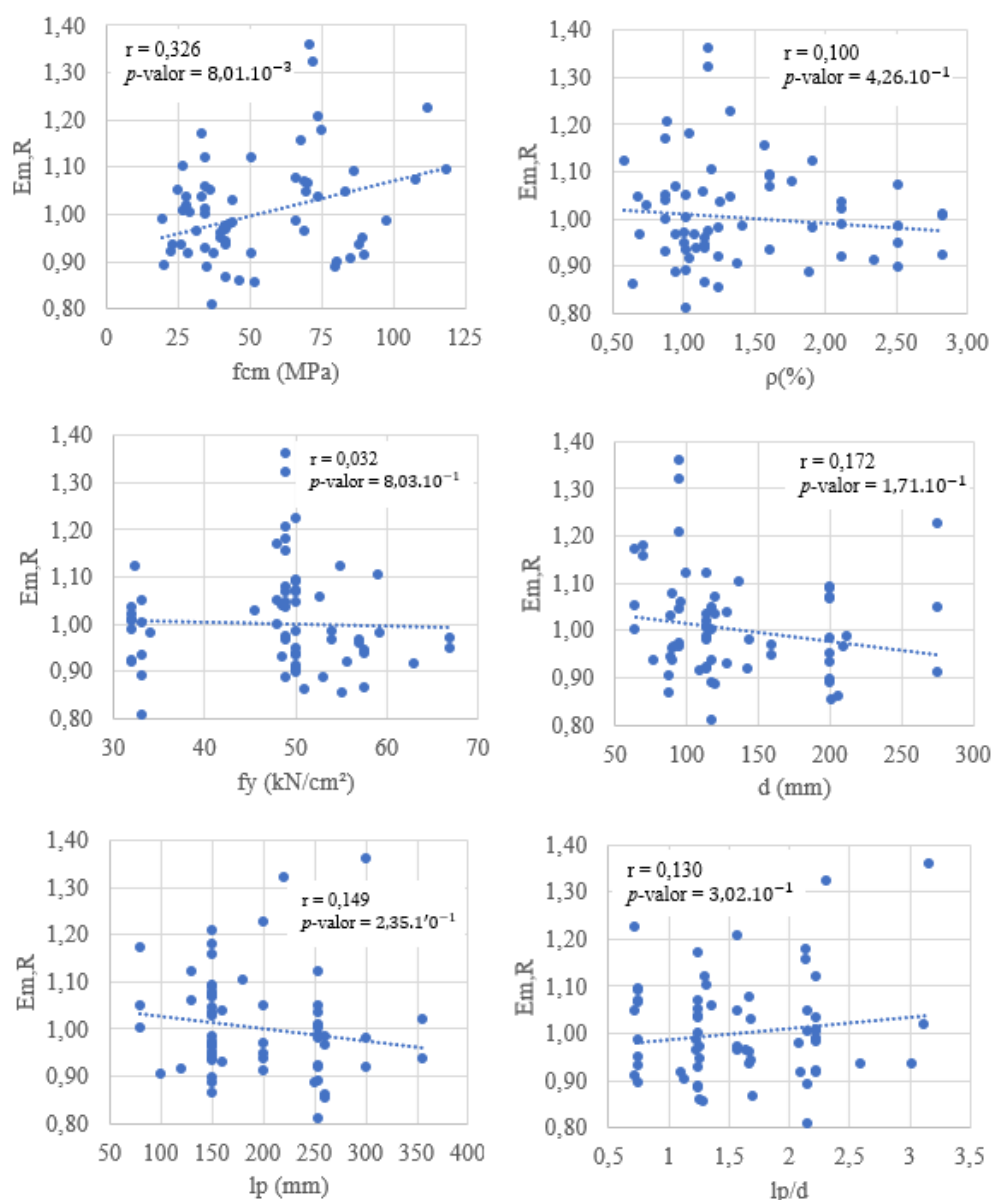 1,40
1,30
1,20
1,10
1,00
0,90
0,80
Em,R
r = 0,326
p-valor = 8,01.10⁻³
0 25 50 75 100 125
fcm (MPa)
1,40
1,30
1,20
1,10
1,00
0,90
0,80
Em,R
r = 0,100
p-valor = 4,26.10⁻¹
0,50 1,00 1,50 2,00 2,50 3,00
ρ(%)
1,40
1,30
1,20
1,10
1,00
0,90
0,80
Em,R
r = 0,032
p-valor = 8,03.10⁻¹
30 40 50 60 70
fy (kN/cm²)
1,40
1,30
1,20
1,10
1,00
0,90
0,80
Em,R
r = 0,172
p-valor = 1,71.10⁻¹
50 100 150 200 250 300
d (mm)
1,40
1,30
1,20
1,10
1,00
0,90
0,80
Em,R
r = 0,149
p-valor = 2,35.1′0⁻¹
50 100 150 200 250 300 350 400
lp (mm)
1,40
1,30
1,20
1,10
1,00
0,90
0,80
Em,R
r = 0,130
p-valor = 3,02.10⁻¹
0,5 1 1,5 2 2,5 3 3,5
lp/d